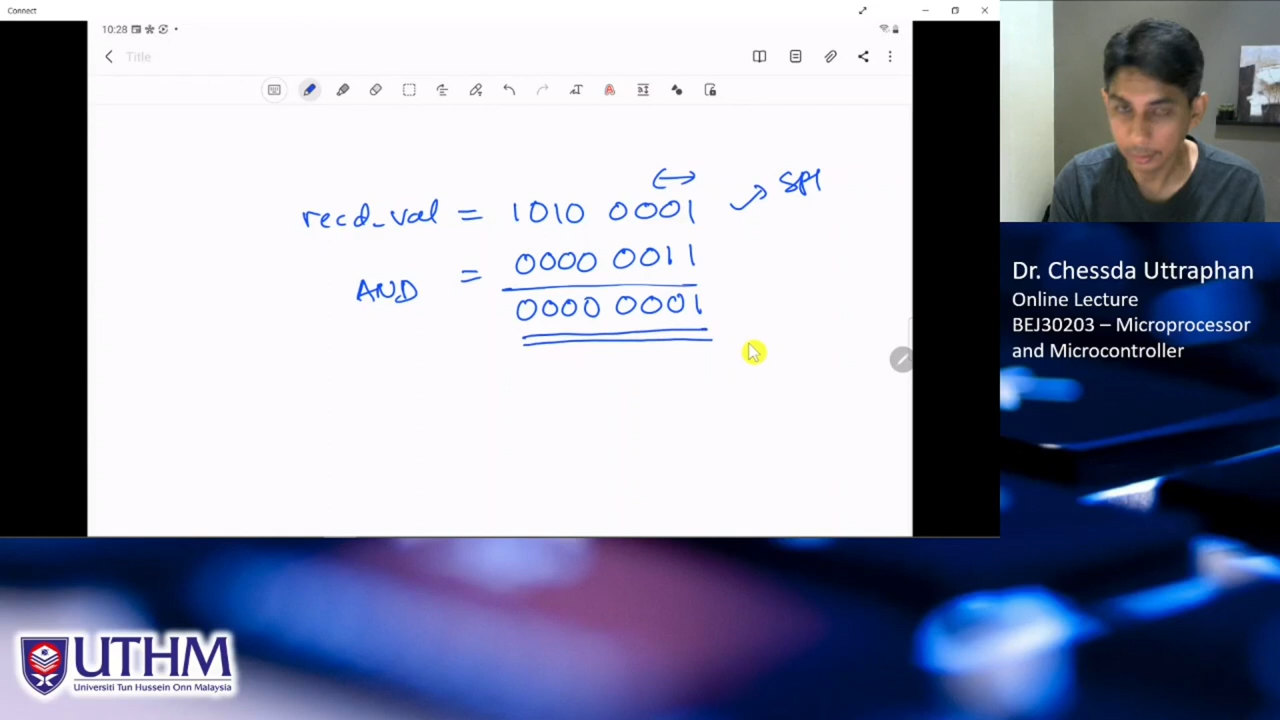 Connect
10:28
Title
recd_val = 1010 0001 SPI
AND = 0000 0011
0000 0001
Dr. Chessda Uttraphan
Online Lecture
BEJ30203 – Microprocessor
and Microcontroller
UTHM
Universiti Tun Hussein Onn Malaysia